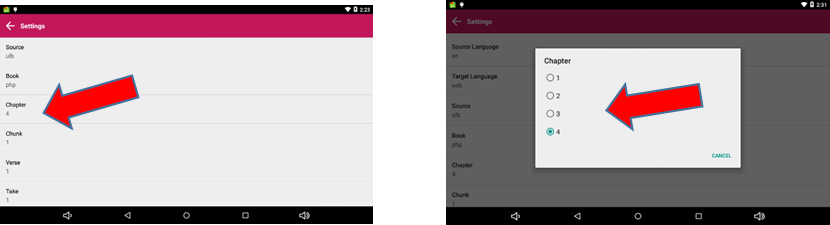 2:23
Settings
Source
ulb
Book
php
Chapter
4
Chunk
1
Verse
1
Take
1
2:31
Settings
Source Language
en
Target Language
Source
ulb
Book
php
Chapter
4
Chunk
1
Chapter
1
2
3
4
CANCEL